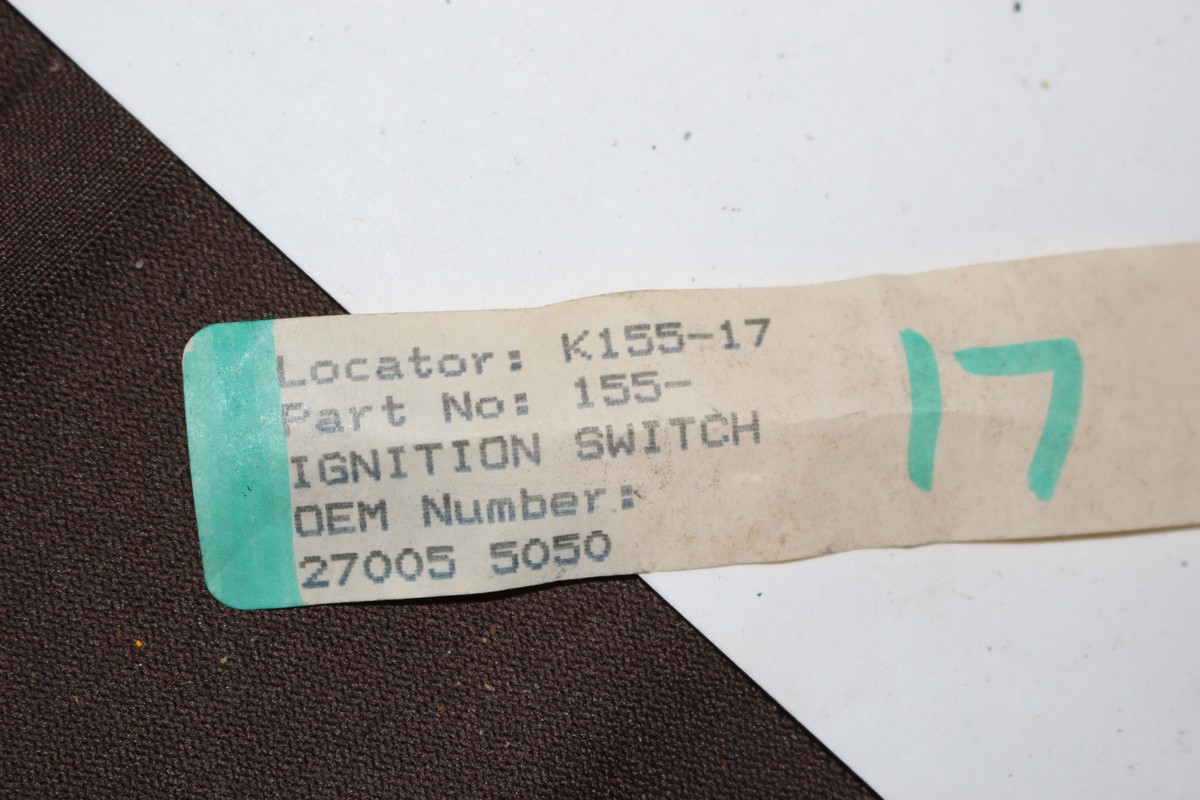 Locator: K155-17
Part No: 155-
IGNITION SWITCH
OEM Number:
27005 5050
17